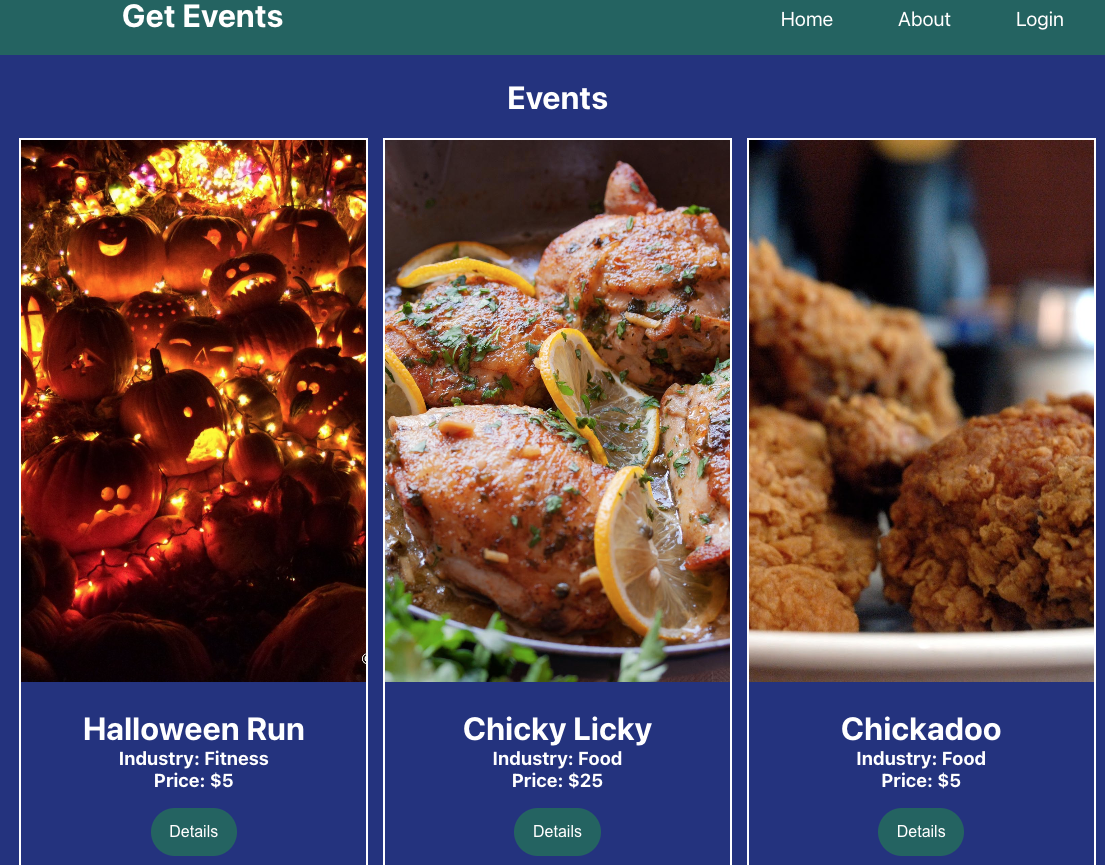 Get Events
Home About Login
Events
Halloween Run
Industry: Fitness
Price: $5
Details
Chicky Licky
Industry: Food
Price: $25
Details
Chickadoo
Industry: Food
Price: $5
Details